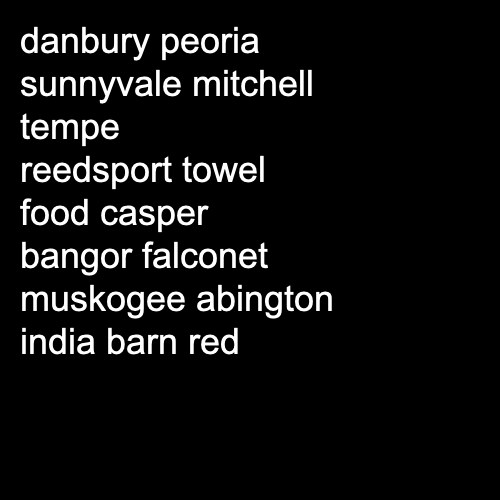 danbury peoria
sunnyvale mitchell
tempe
reedsport towel
food casper
bangor falconet
muskogee abington
india barn red